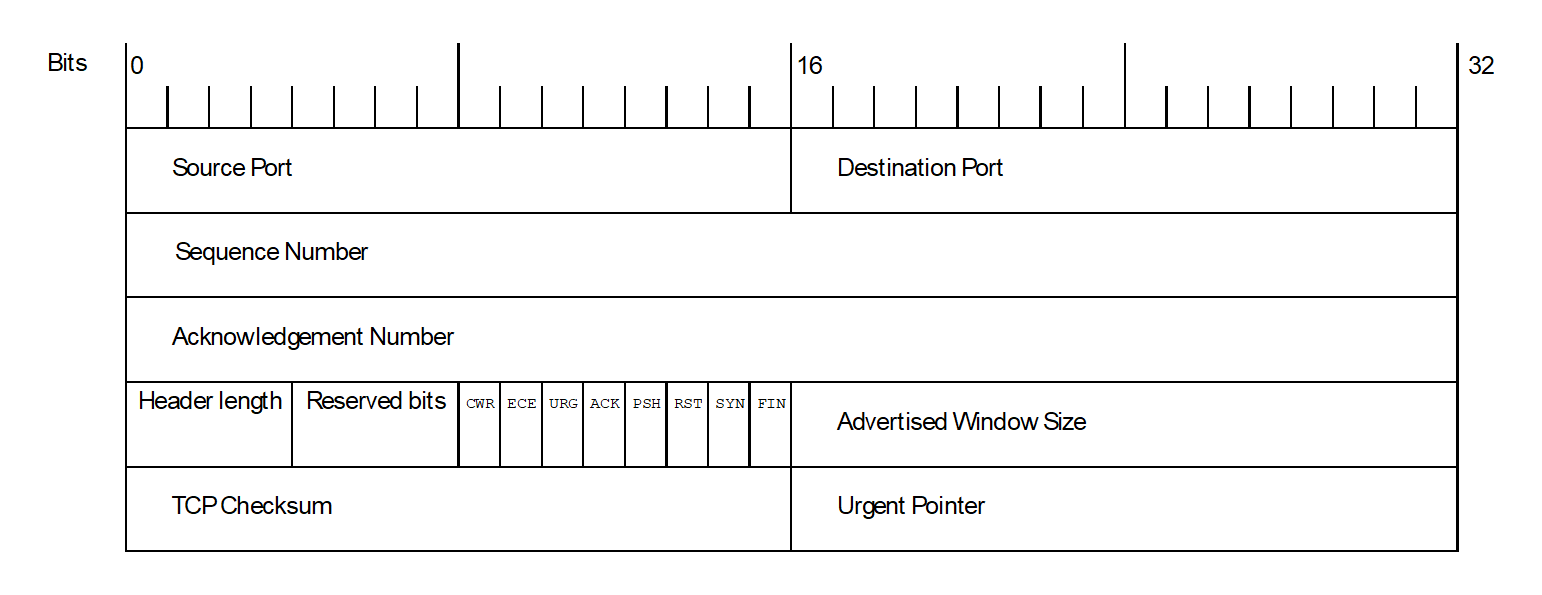 Bits 0 16 32
Source Port Destination Port
Sequence Number
Acknowledgement Number
Header length Reserved bits CWR ECE URG ACK PSH RST SYN FIN Advertised Window Size
TCP Checksum Urgent Pointer